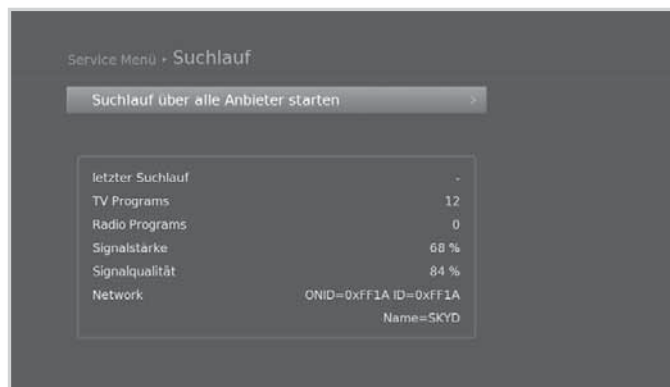 Service Menü ▸ Suchlauf
Suchlauf über alle Anbieter starten >
letzter Suchlauf -
TV Programs 12
Radio Programs 0
Signalstärke 68 %
Signalqualität 84 %
Network ONID=0xFF1A ID=0xFF1A
Name=SKYD